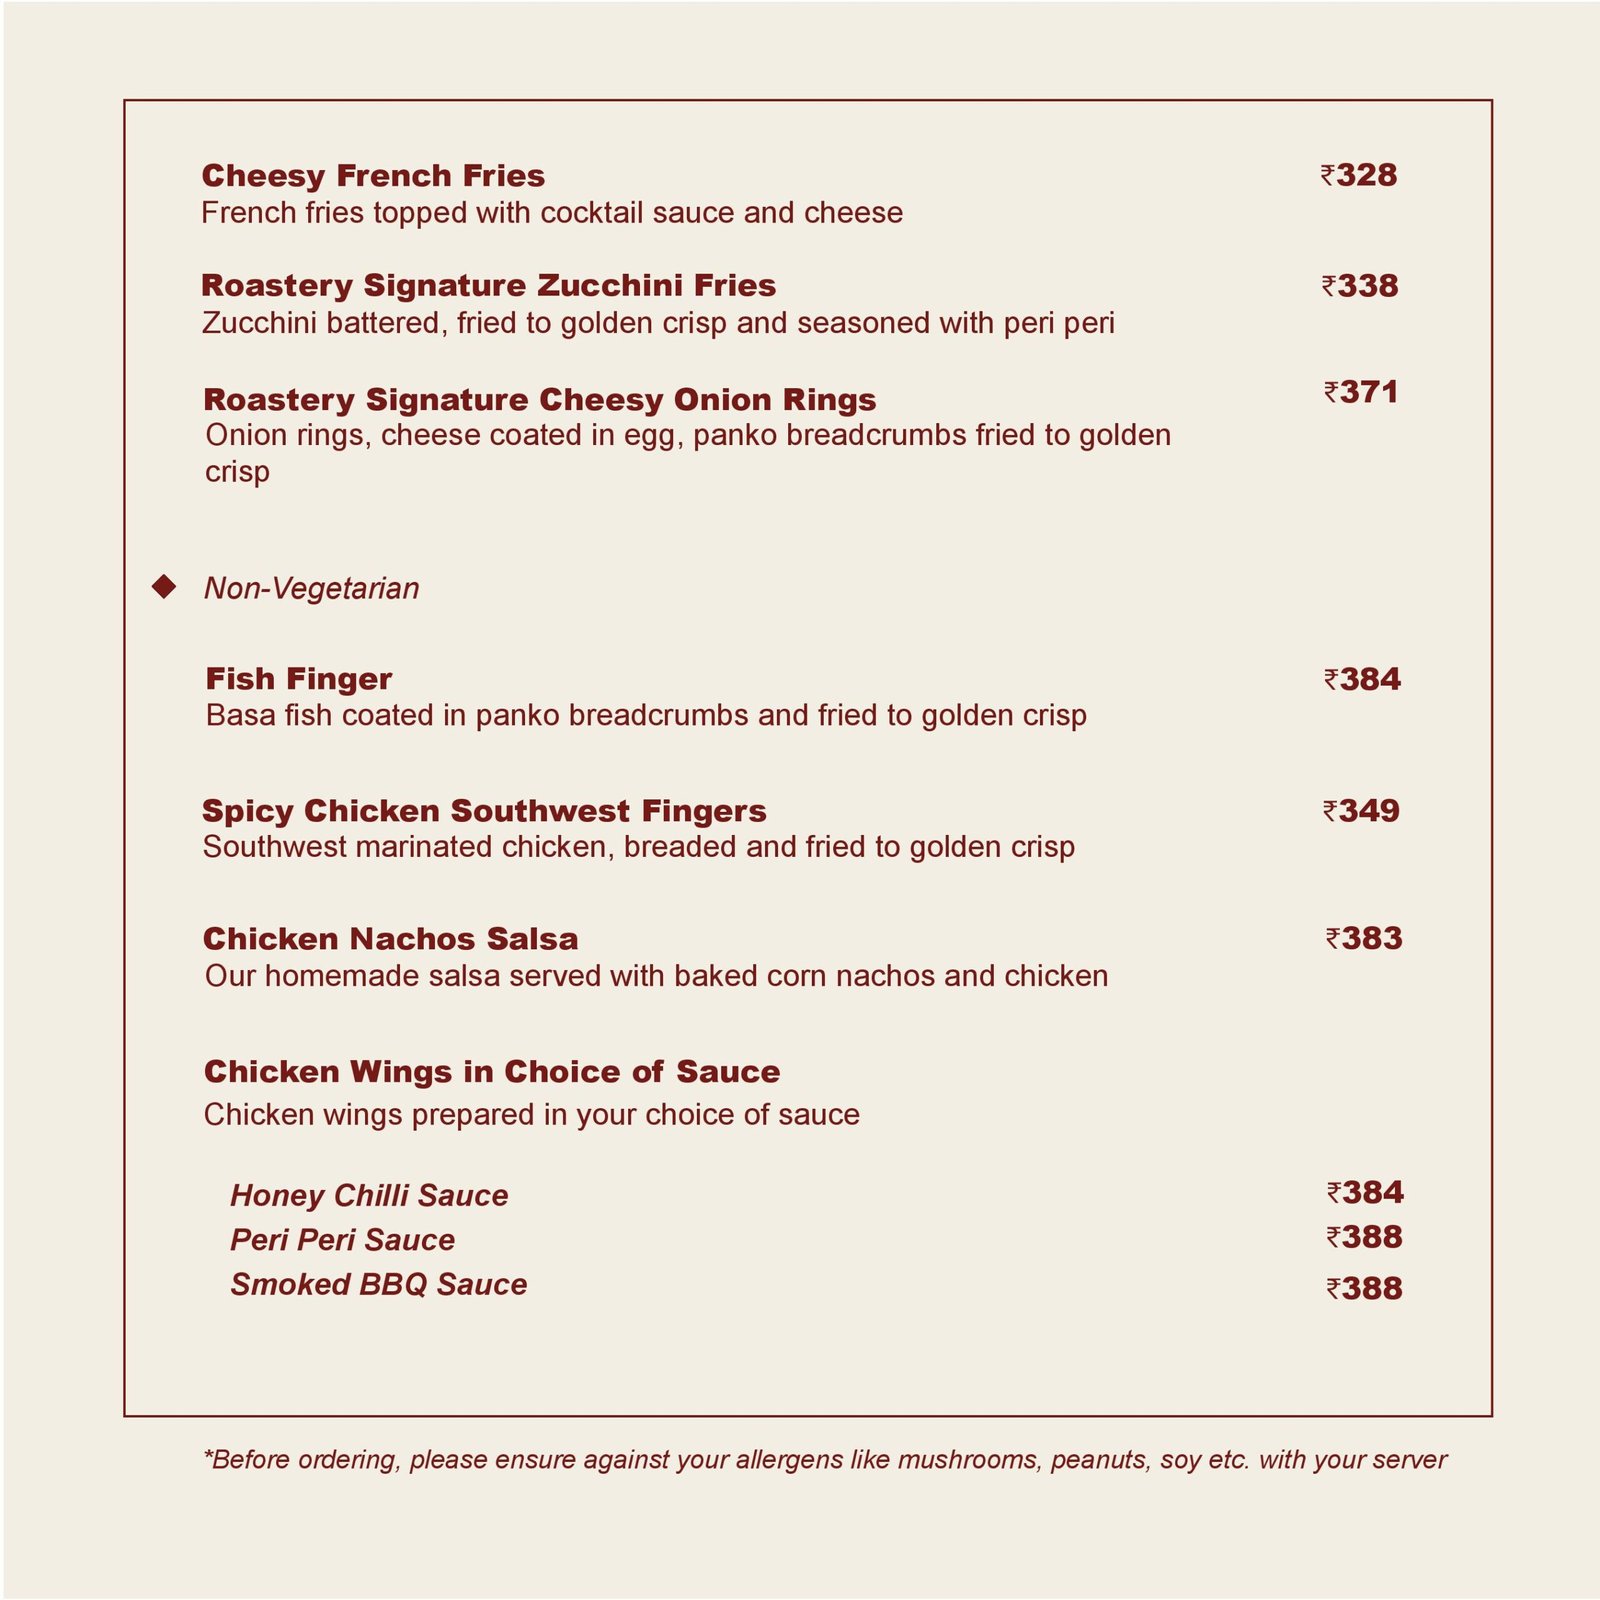 Cheesy French Fries ₹328
French fries topped with cocktail sauce and cheese
Roastery Signature Zucchini Fries ₹338
Zucchini battered, fried to golden crisp and seasoned with peri peri
Roastery Signature Cheesy Onion Rings ₹371
Onion rings, cheese coated in egg, panko breadcrumbs fried to golden
crisp
Non-Vegetarian
Fish Finger ₹384
Basa fish coated in panko breadcrumbs and fried to golden crisp
Spicy Chicken Southwest Fingers ₹349
Southwest marinated chicken, breaded and fried to golden crisp
Chicken Nachos Salsa ₹383
Our homemade salsa served with baked corn nachos and chicken
Chicken Wings in Choice of Sauce
Chicken wings prepared in your choice of sauce
Honey Chilli Sauce ₹384
Peri Peri Sauce ₹388
Smoked BBQ Sauce ₹388
*Before ordering, please ensure against your allergens like mushrooms, peanuts, soy etc. with your server